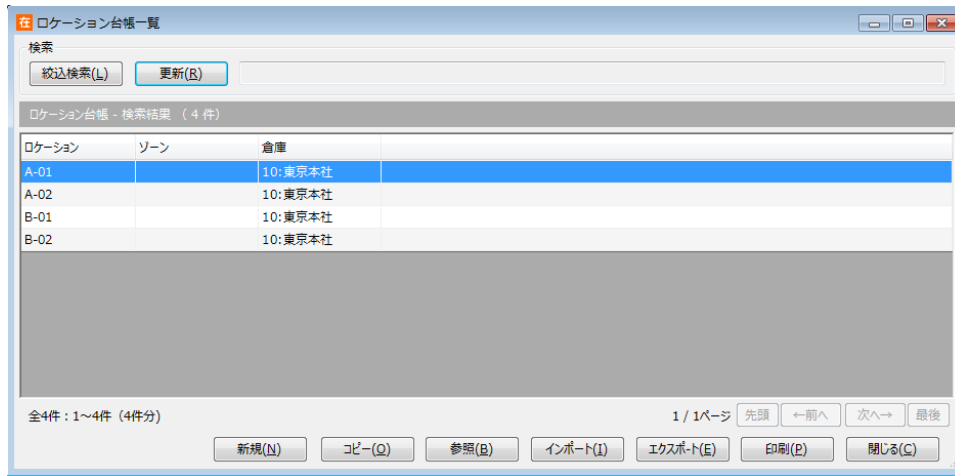 在 ロケーション台帳一覧
検索
絞込検索(L) 更新(R)
ロケーション台帳 - 検索結果 （ 4 件）
ロケーション ゾーン 倉庫
A-01 10:東京本社
A-02 10:東京本社
B-01 10:東京本社
B-02 10:東京本社
全4件：1～4件（4件分） 1 / 1ページ 先頭 ←前へ 次へ→ 最後
新規(N) コピー(O) 参照(B) インポート(I) エクスポート(E) 印刷(P) 閉じる(C)